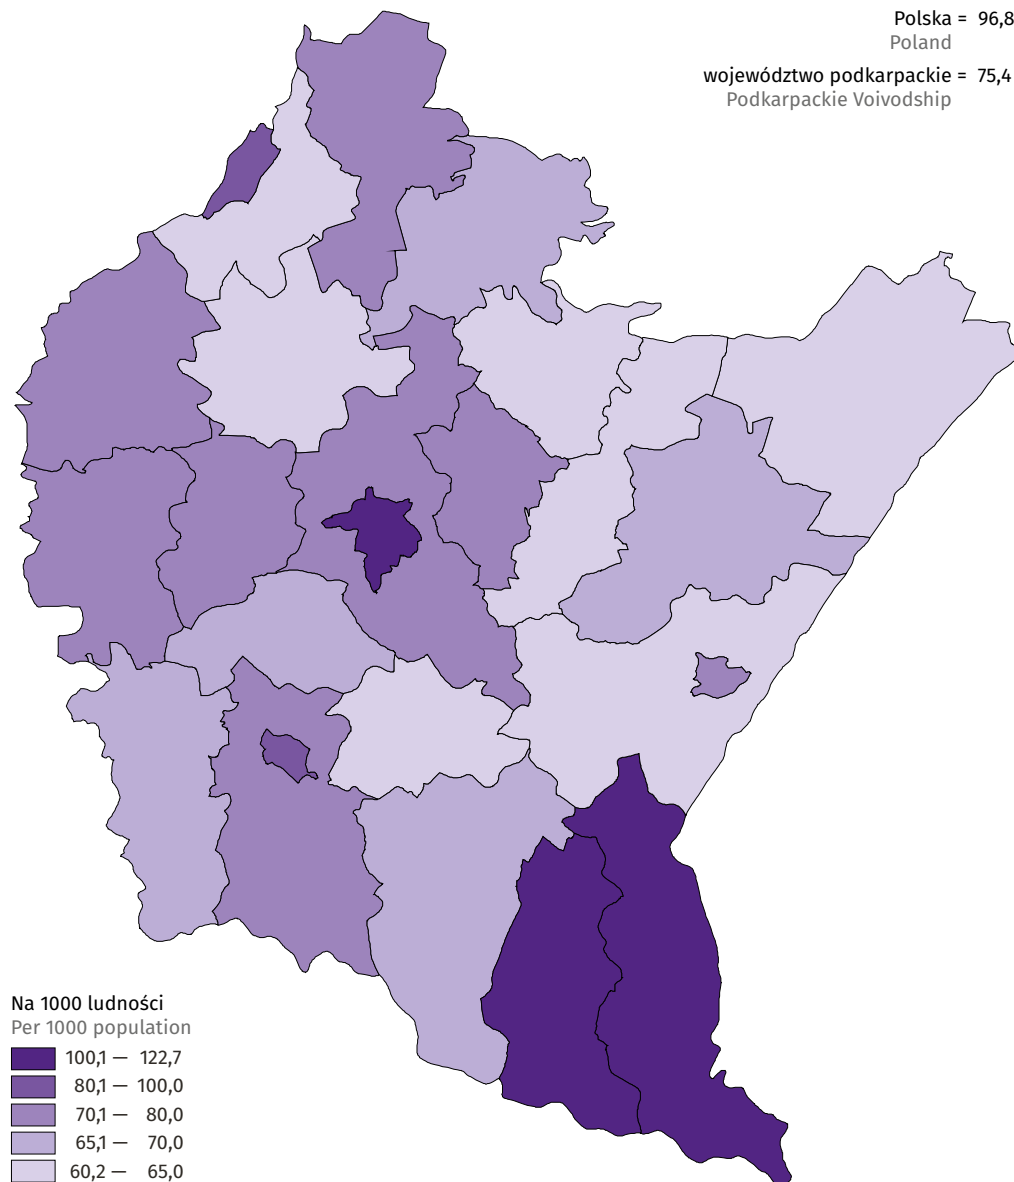 Polska = 96,8
Poland
województwo podkarpackie = 75,4
Podkarpackie Voivodship
Na 1000 ludności
Per 1000 population
100,1 — 122,7
80,1 — 100,0
70,1 — 80,0
65,1 — 70,0
60,2 — 65,0